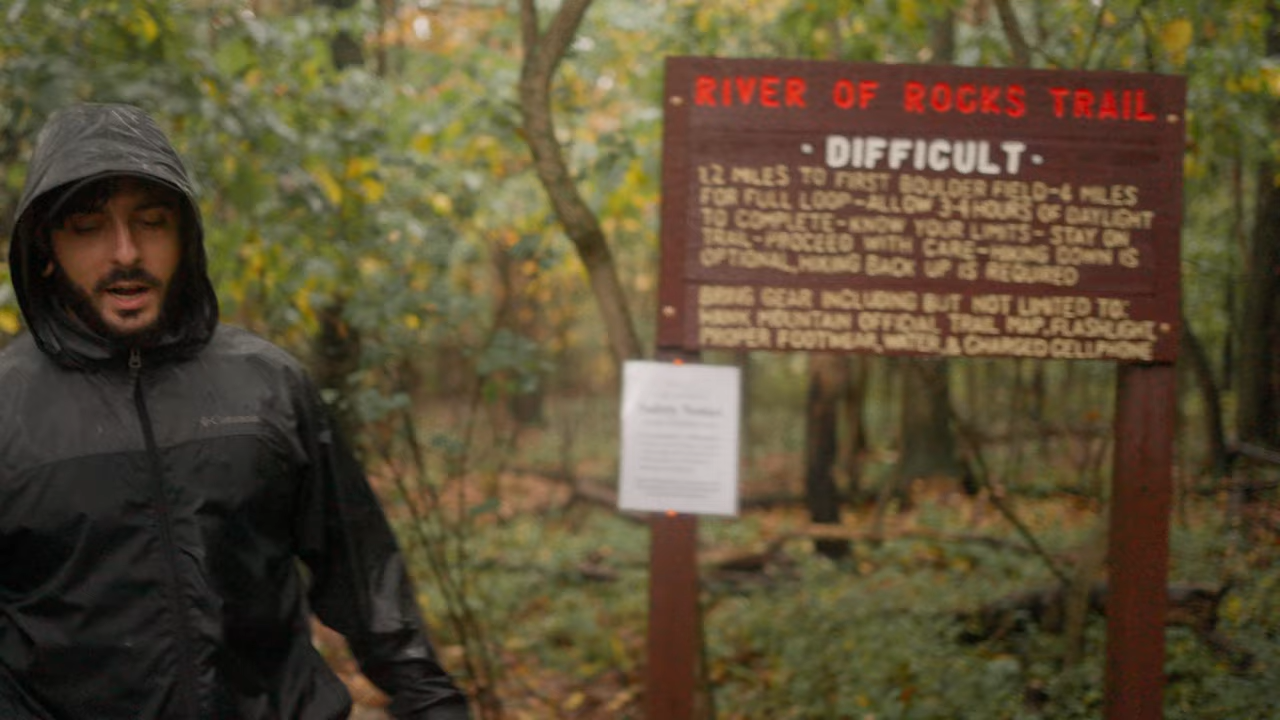 RIVER OF ROCKS TRAIL
· DIFFICULT ·
1.2 MILES TO FIRST BOULDER FIELD-4 MILES
FOR FULL LOOP-ALLOW 3-4 HOURS OF DAYLIGHT
TO COMPLETE-KNOW YOUR LIMITS-STAY ON
TRAIL-PROCEED WITH CARE-HIKING DOWN IS
OPTIONAL, HIKING BACK UP IS REQUIRED
BRING GEAR INCLUDING BUT NOT LIMITED TO:
HAWK MOUNTAIN OFFICIAL TRAIL MAP, FLASHLIGHT,
PROPER FOOTWEAR, WATER, & CHARGED CELLPHONE
Columbia